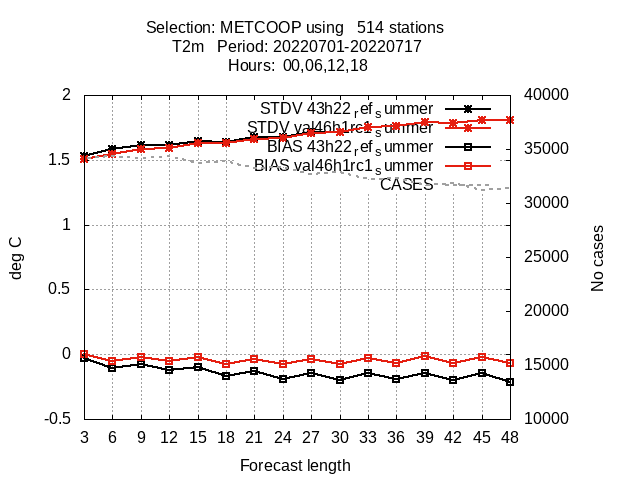 Selection: METCOOP using   514 stations
T2m   Period: 20220701-20220717
Hours:  00,06,12,18
2
1.5
1
0.5
0
-0.5
40000
35000
30000
25000
20000
15000
10000
STDV 43h22_ref_summer
STDV val46h1rc1_summer
BIAS 43h22_ref_summer
BIAS val46h1rc1_summer
CASES
deg C
No cases
3 6 9 12 15 18 21 24 27 30 33 36 39 42 45 48
Forecast length